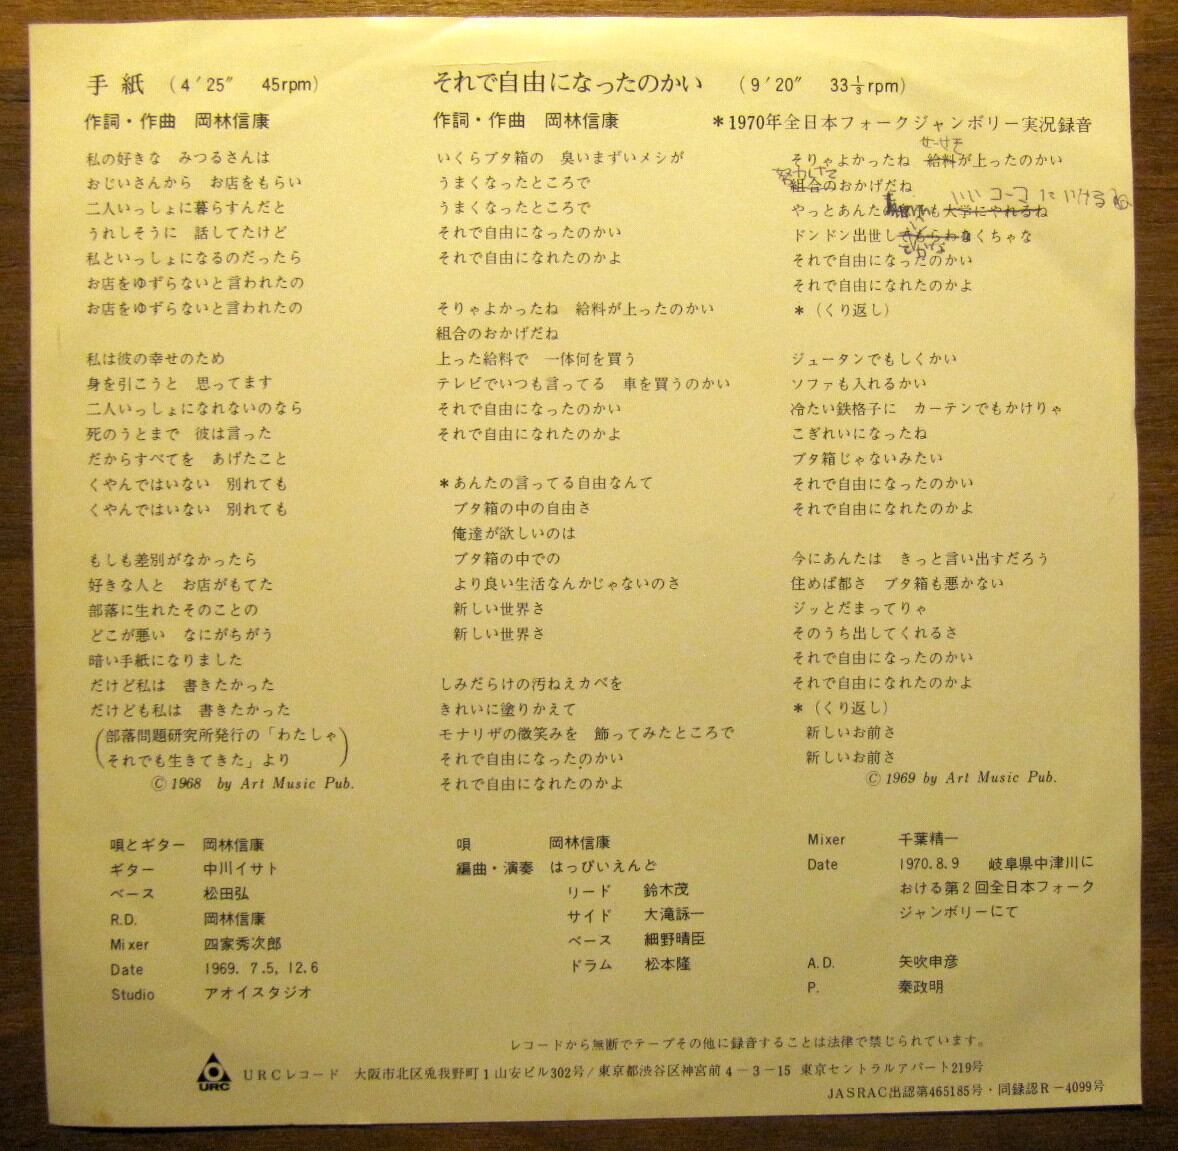 手紙 (4′25″ 45rpm)
作詞・作曲 岡林信康
私の好きな みつるさんは
おじいさんから お店をもらい
二人いっしょに暮らすんだと
うれしそうに 話してたけど
私といっしょになるのだったら
お店をゆずらないと言われたの
お店をゆずらないと言われたの
私は彼の幸せのため
身を引こうと 思ってます
二人いっしょになれないのなら
死のうとまで 彼は言った
だからすべてを あげたこと
くやんではいない 別れても
くやんではいない 別れても
もしも差別がなかったら
好きな人と お店がもてた
部落に生れたそのことの
どこが悪い なにがちがう
暗い手紙になりました
だけど私は 書きたかった
だけども私は 書きたかった
(部落問題研究所発行の「わたしゃ
それでも生きてきた」より)
Ⓒ1968 by Art Music Pub.
それで自由になったのかい (9′20″ 33⅓rpm)
作詞・作曲 岡林信康 *1970年全日本フォークジャンボリー実況録音
いくらブタ箱の 臭いまずいメシが
うまくなったところで
うまくなったところで
それで自由になったのかい
それで自由になれたのかよ
そりゃよかったね 給料が上ったのかい
組合のおかげだね
上った給料で 一体何を買う
テレビでいつも言ってる 車を買うのかい
それで自由になったのかい
それで自由になれたのかよ
*あんたの言ってる自由なんて
ブタ箱の中の自由さ
俺達が欲しいのは
ブタ箱の中での
より良い生活なんかじゃないのさ
新しい世界さ
新しい世界さ
しみだらけの汚ねえカベを
きれいに塗りかえて
モナリザの微笑みを 飾ってみたところで
それで自由になったのかい
それで自由になれたのかよ
そりゃよかったね 給料が上ったのかい
組合のおかげだね
いいコーコーに いけるね
やっとあんたの息子も大学にやれるね
ドンドン出世してもらわなくちゃな
それで自由になったのかい
それで自由になれたのかよ
*(くり返し)
ジュータンでもしくかい
ソファも入れるかい
冷たい鉄格子に カーテンでもかけりゃ
こぎれいになったね
ブタ箱じゃないみたい
それで自由になったのかい
それで自由になれたのかよ
今にあんたは きっと言い出すだろう
住めば都さ ブタ箱も悪かない
ジッとだまってりゃ
そのうち出してくれるさ
それで自由になったのかい
それで自由になれたのかよ
*(くり返し)
新しいお前さ
新しいお前さ
Ⓒ1969 by Art Music Pub.
唄とギター 岡林信康
ギター 中川イサト
ベース 松田弘
R.D. 岡林信康
Mixer 四家秀次郎
Date 1969. 7.5, 12.6
Studio アオイスタジオ
唄 岡林信康
編曲・演奏 はっぴいえんど
リード 鈴木茂
サイド 大滝詠一
ベース 細野晴臣
ドラム 松本隆
Mixer 千葉精一
Date 1970.8.9 岐阜県中津川に
おける第2回全日本フォーク
ジャンボリーにて
A.D. 矢吹申彦
P. 秦政明
レコードから無断でテープその他に録音することは法律で禁じられています。
URC
URCレコード 大阪市北区兎我野町1山安ビル302号/東京都渋谷区神宮前4-3-15 東京セントラルアパート219号
JASRAC出認第465185号・同録認R-4099号